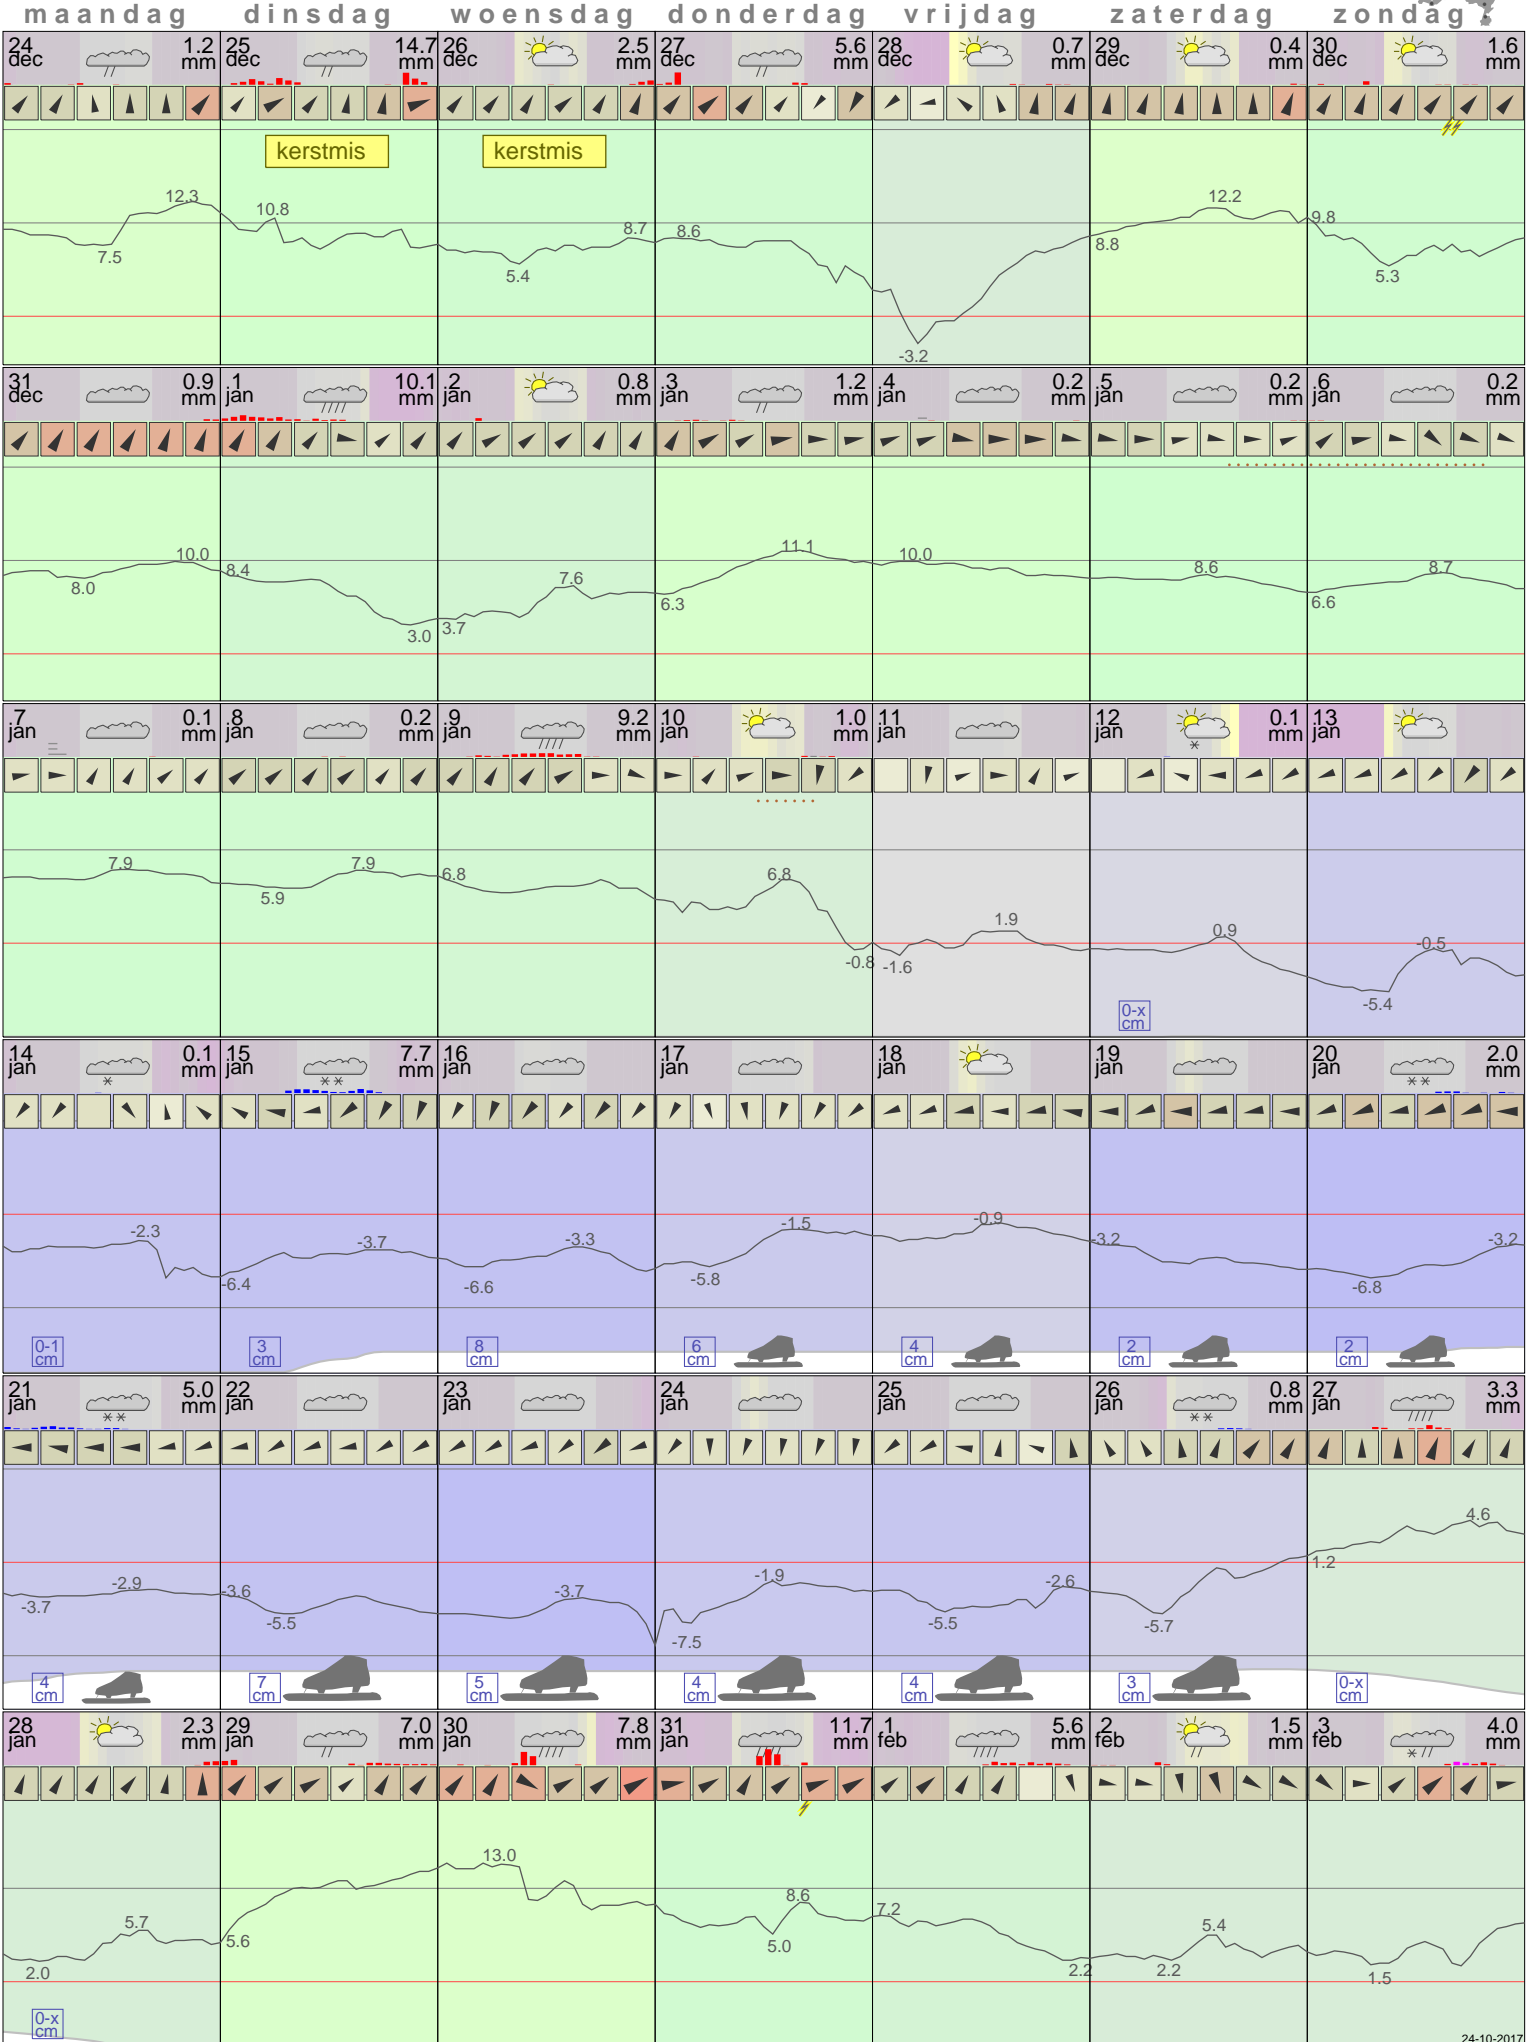 maandag dinsdag woensdag donderdag vrijdag zaterdag zondag
24 dec 1.2 mm 25 dec 14.7 mm 26 dec 2.5 mm 27 dec 5.6 mm 28 dec 0.7 mm 29 dec 0.4 mm 30 dec 1.6 mm
kerstmis kerstmis
12.3 7.5 10.8 5.4 8.7 8.6 -3.2 8.8 12.2 9.8 5.3
31 dec 0.9 mm 1 jan 10.1 mm 2 jan 0.8 mm 3 jan 1.2 mm 4 jan 0.2 mm 5 jan 0.2 mm 6 jan 0.2 mm
8.0 10.0 8.4 3.0 3.7 7.6 6.3 11.1 10.0 8.6 6.6 8.7
7 jan 0.1 mm 8 jan 0.2 mm 9 jan 9.2 mm 10 jan 1.0 mm 11 jan 12 jan 0.1 mm 13 jan
7.9 5.9 7.9 6.8 6.8 -0.8 -1.6 1.9 0.9 -5.4 -0.5
0-x cm
14 jan 0.1 mm 15 jan 7.7 mm 16 jan 17 jan 18 jan 19 jan 20 jan 2.0 mm
-2.3 -6.4 -3.7 -6.6 -3.3 -5.8 -1.5 -0.9 -3.2 -6.8 -3.2
0-1 cm 3 cm 8 cm 6 cm 4 cm 2 cm 2 cm
21 jan 5.0 mm 22 jan 23 jan 24 jan 25 jan 26 jan 0.8 mm 27 jan 3.3 mm
-3.7 -2.9 -3.6 -5.5 -3.7 -7.5 -1.9 -5.5 -2.6 -5.7 1.2 4.6
4 cm 7 cm 5 cm 4 cm 4 cm 3 cm 0-x cm
28 jan 2.3 mm 29 jan 7.0 mm 30 jan 7.8 mm 31 jan 11.7 mm 1 feb 5.6 mm 2 feb 1.5 mm 3 feb 4.0 mm
2.0 5.7 5.6 13.0 5.0 8.6 7.2 2.2 2.2 5.4 1.5
0-x cm
24-10-2017